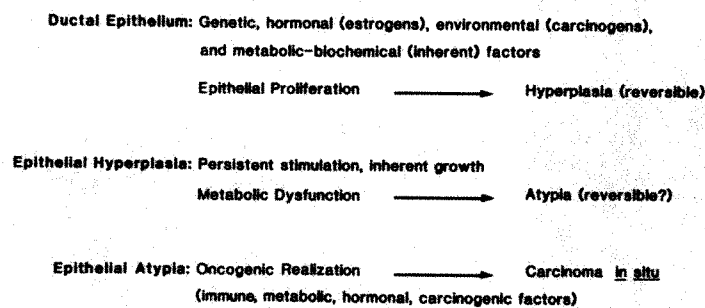 Ductal Epithelium: Genetic, hormonal (estrogens), environmental (carcinogens),
and metabolic-biochemical (inherent) factors
Epithelial Proliferation → Hyperplasia (reversible)
Epithelial Hyperplasia: Persistent stimulation, inherent growth
Metabolic Dysfunction → Atypia (reversible?)
Epithelial Atypia: Oncogenic Realization → Carcinoma in situ
(immune, metabolic, hormonal, carcinogenic factors)